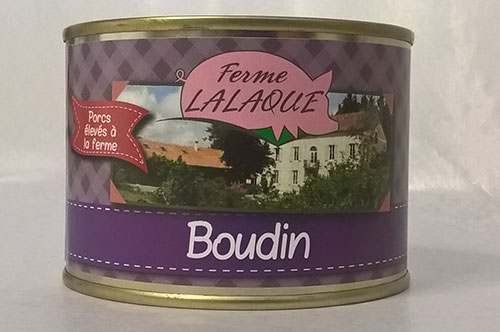 Ferme
LALAQUE
Porcs
élevés à
la ferme
Boudin